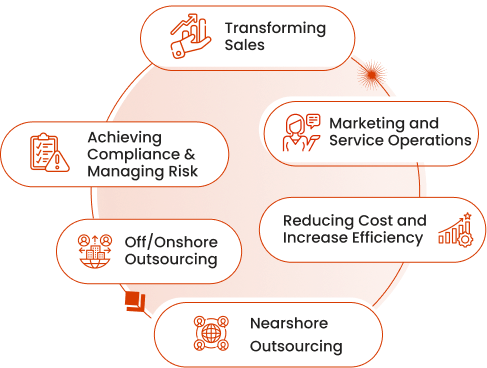 Transforming
Sales
Marketing and
Service Operations
Achieving
Compliance &
Managing Risk
Reducing Cost and
Increase Efficiency
Off/Onshore
Outsourcing
Nearshore
Outsourcing